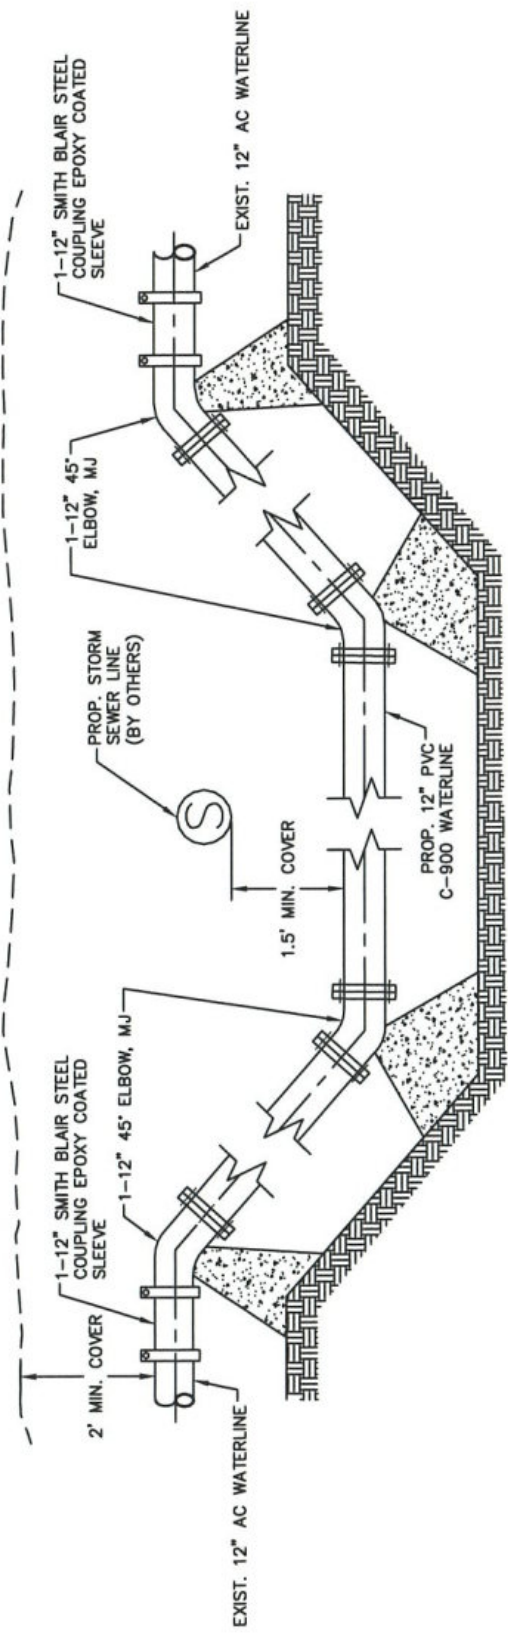 1-12" SMITH BLAIR STEEL
COUPLING EPOXY COATED
SLEEVE
2' MIN. COVER
1-12" 45° ELBOW, MJ
EXIST. 12" AC WATERLINE
PROP. STORM
SEWER LINE
(BY OTHERS)
S
1.5' MIN. COVER
PROP. 12" PVC
C-900 WATERLINE
1-12" 45°
ELBOW, MJ
1-12" SMITH BLAIR STEEL
COUPLING EPOXY COATED
SLEEVE
EXIST. 12" AC WATERLINE